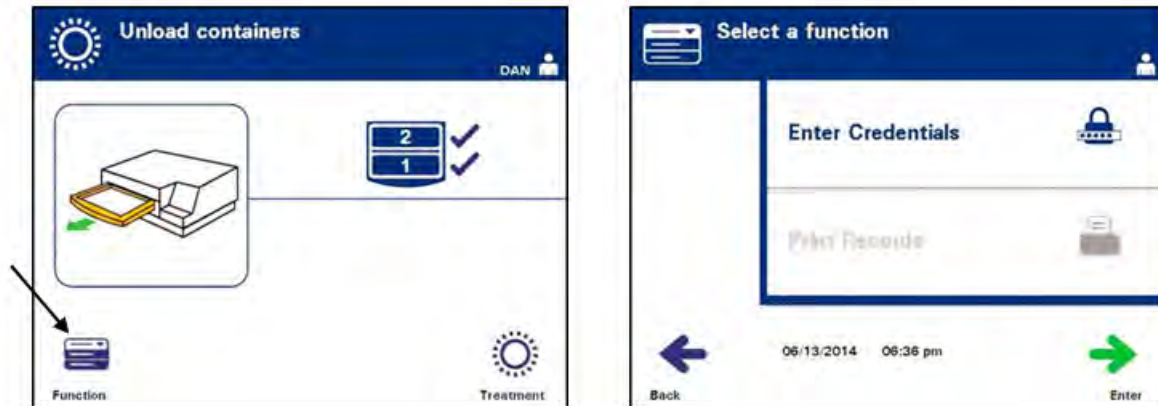 Unload containers
DAN
2
1
Function
Treatment
Select a function
Enter Credentials
Print Records
06/13/2014 06:36 pm
Back
Enter